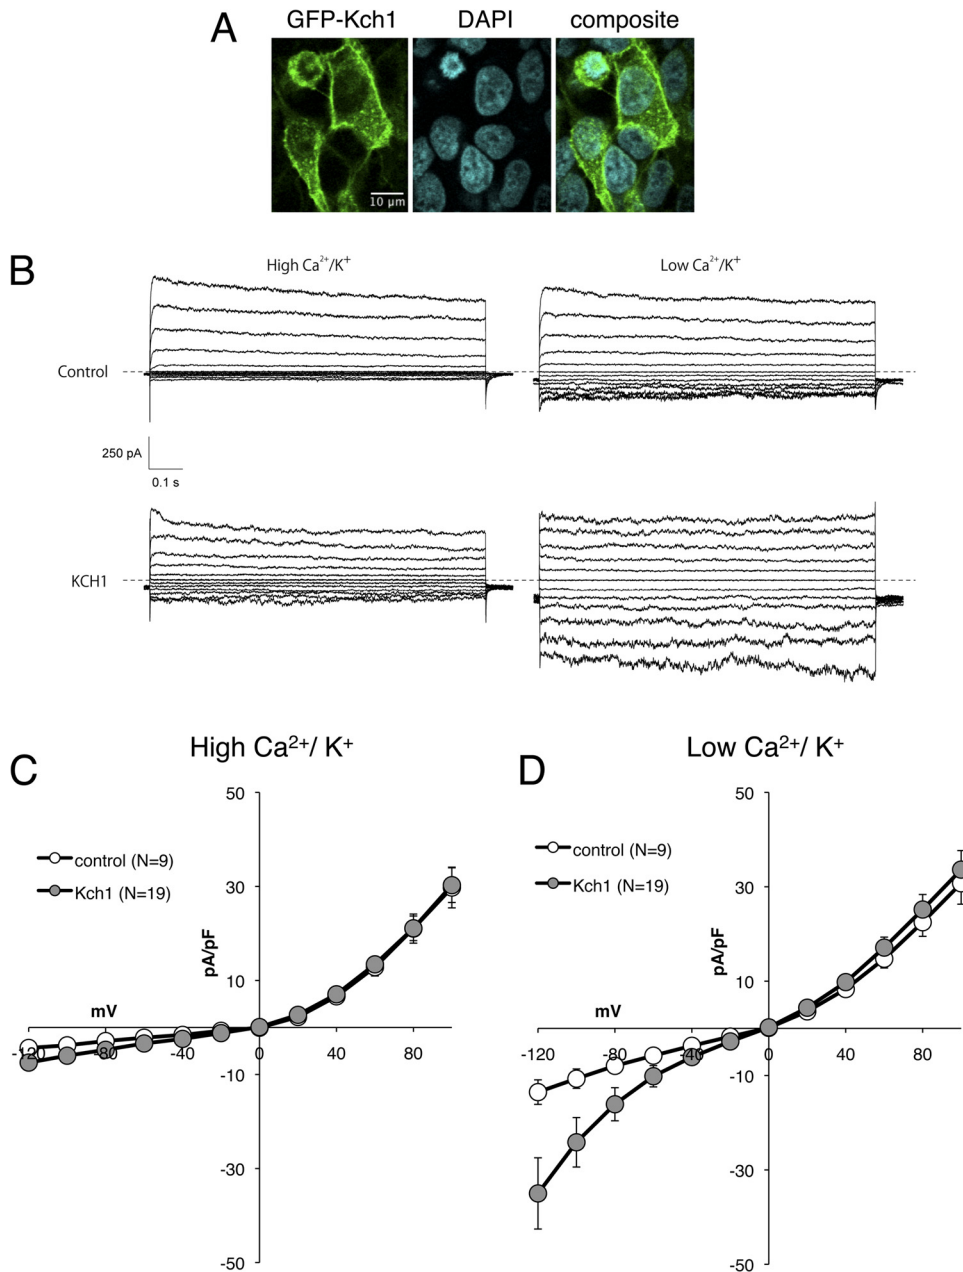 A
GFP-Kch1 DAPI composite
10 µm
B
High Ca²⁺/K⁺ Low Ca²⁺/K⁺
Control
250 pA
0.1 s
KCH1
C
High Ca²⁺/ K⁺
50
control (N=9)
Kch1 (N=19)
30
pA/pF
10
mV
-120 -80 -40 0 40 80
-10
-30
-50
D
Low Ca²⁺/ K⁺
50
control (N=9)
Kch1 (N=19)
30
pA/pF
10
mV
-120 -80 -40 0 40 80
-10
-30
-50